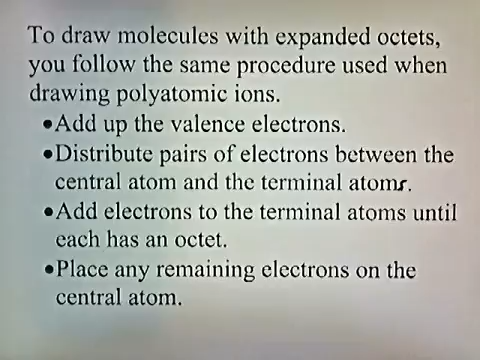 To draw molecules with expanded octets,
you follow the same procedure used when
drawing polyatomic ions.
•Add up the valence electrons.
•Distribute pairs of electrons between the
central atom and the terminal atoms.
•Add electrons to the terminal atoms until
each has an octet.
•Place any remaining electrons on the
central atom.